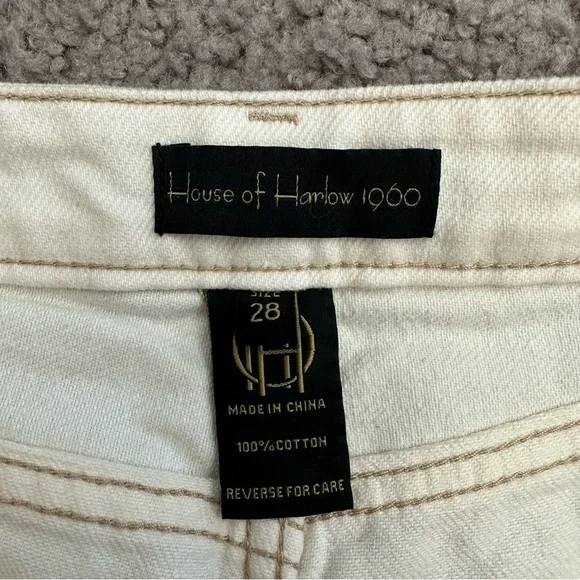 House of Harlow 1960
SIZE
28
MADE IN CHINA
100% COTTON
REVERSE FOR CARE